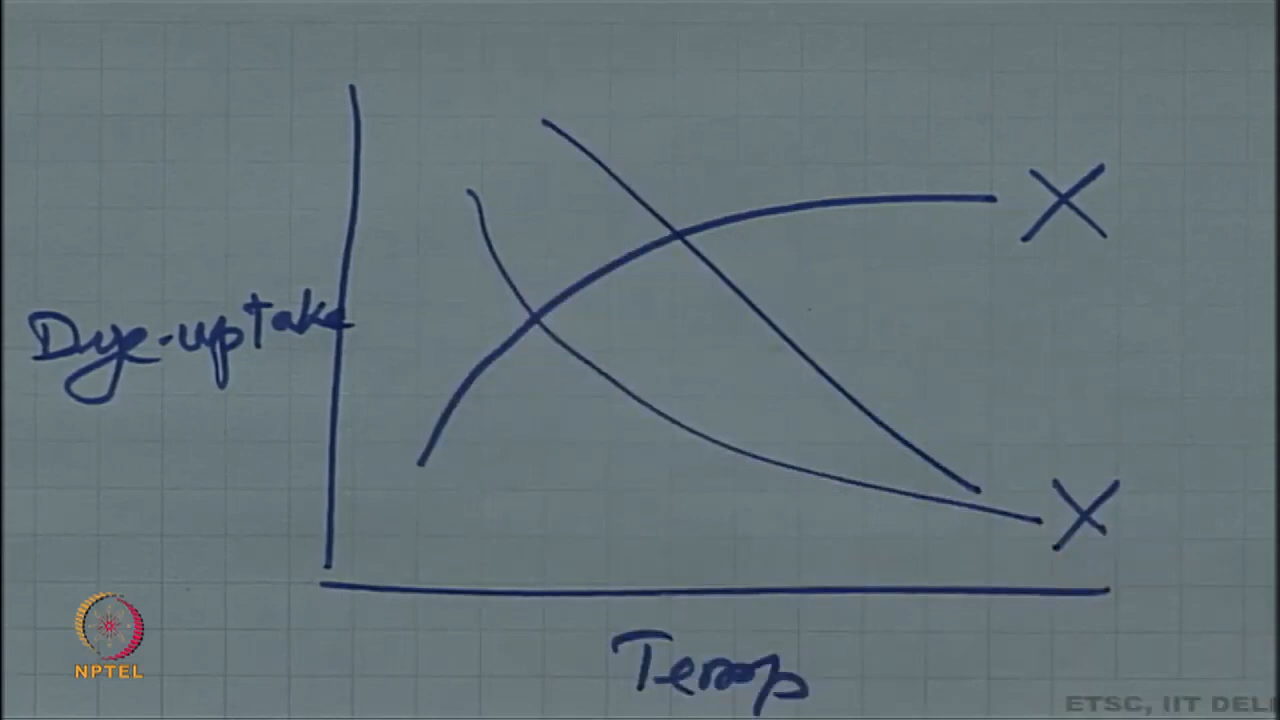 Dye-uptake
X
X
Temp
NPTEL
ETSC, IIT DEL